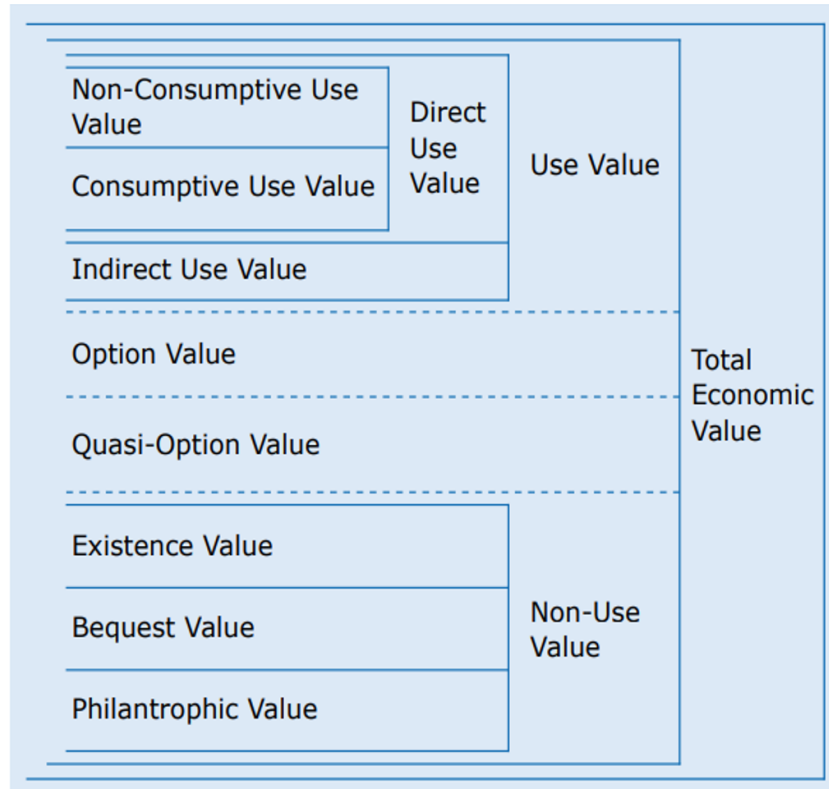 Non-Consumptive Use
Value
Consumptive Use Value
Direct
Use
Value
Indirect Use Value
Use Value
Option Value
Quasi-Option Value
Existence Value
Bequest Value
Philantrophic Value
Non-Use
Value
Total
Economic
Value